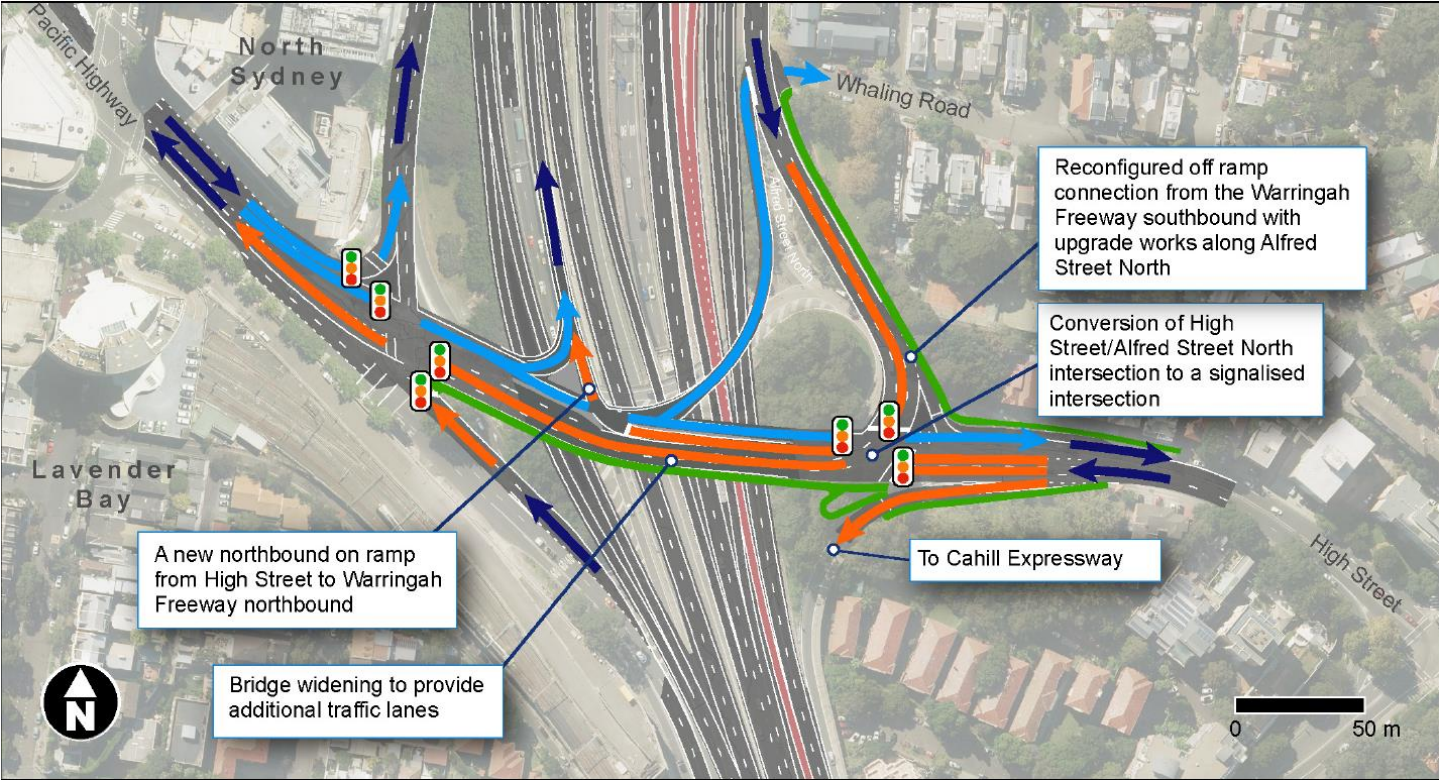 Pacific Highway
North
Sydney
Whaling Road
Alfred Street North
Reconfigured off ramp
connection from the Warringah
Freeway southbound with
upgrade works along Alfred
Street North
Conversion of High
Street/Alfred Street North
intersection to a signalised
intersection
Lavender
Bay
A new northbound on ramp
from High Street to Warringah
Freeway northbound
To Cahill Expressway
High Street
Bridge widening to provide
additional traffic lanes
N
0
50 m